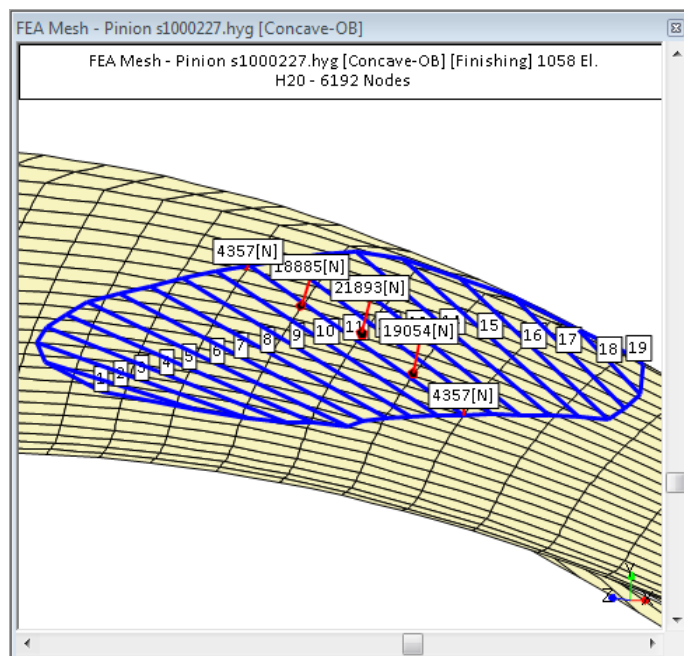 FEA Mesh - Pinion s1000227.hyg [Concave-OB]
FEA Mesh - Pinion s1000227.hyg [Concave-OB] [Finishing] 1058 El.
H20 - 6192 Nodes
4357[N]
18885[N]
21893[N]
19054[N]
4357[N]
1
2
3
4
5
6
7
8
9
10
11
15
16
17
18
19
Y
Z
X